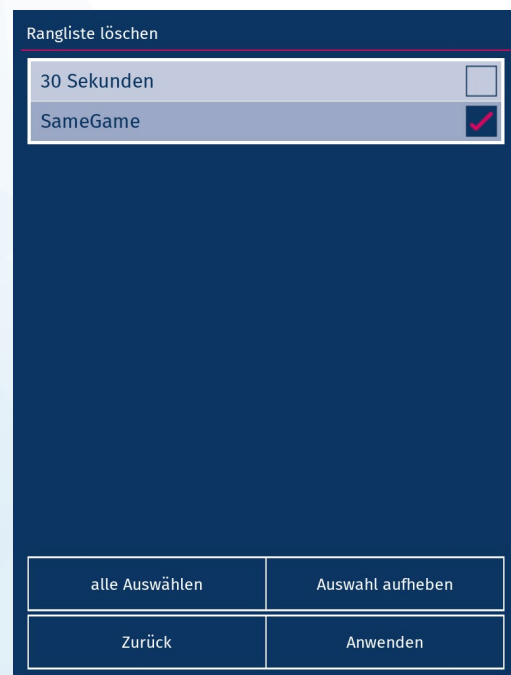 Rangliste löschen
30 Sekunden
SameGame
alle Auswählen
Auswahl aufheben
Zurück
Anwenden